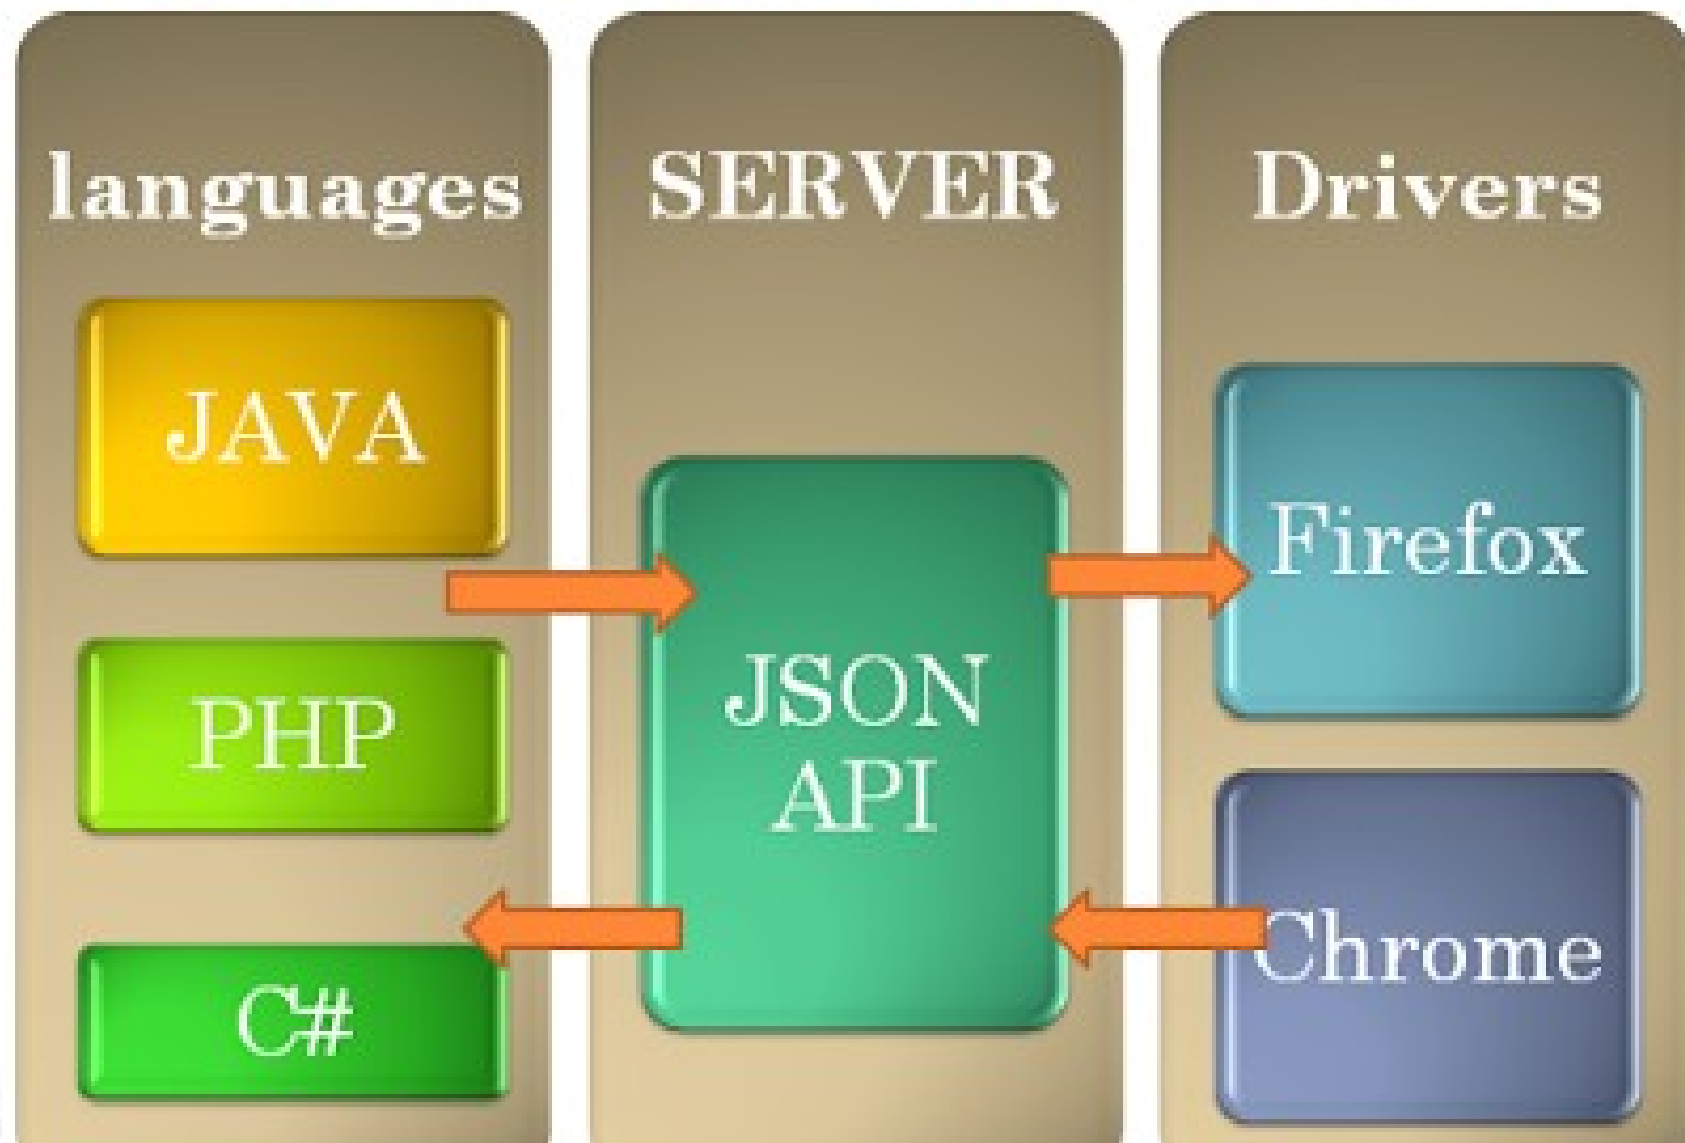 languages
JAVA
PHP
C#
SERVER
JSON
API
Drivers
Firefox
Chrome